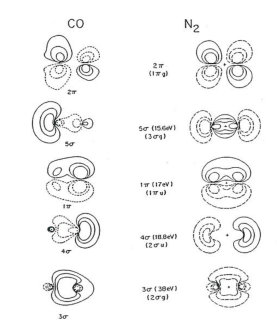 CO N₂
2π
2π
(1πg)
5σ
5σ (15.6eV)
(3σg)
1π
1π (17eV)
(1πu)
4σ
4σ (18.8eV)
(2σu)
3σ
3σ (38eV)
(2σg)